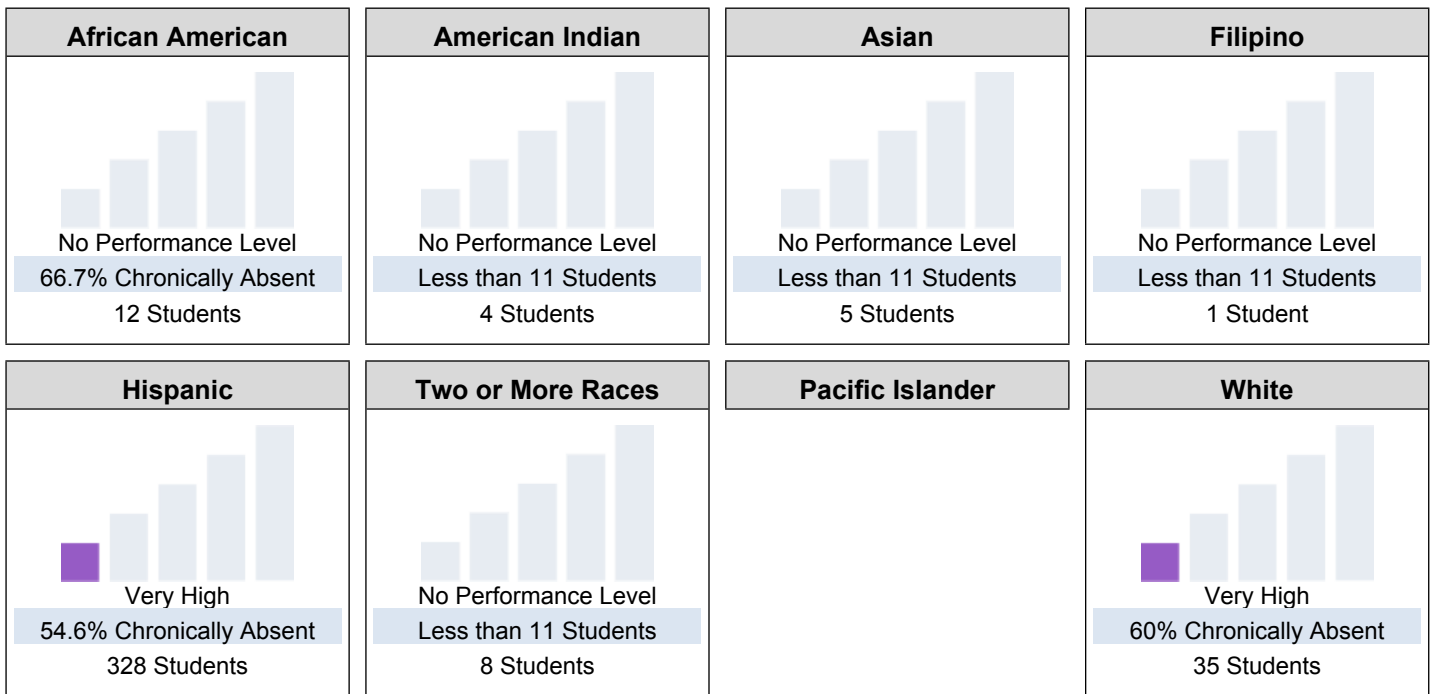 African American
No Performance Level
66.7% Chronically Absent
12 Students
American Indian
No Performance Level
Less than 11 Students
4 Students
Asian
No Performance Level
Less than 11 Students
5 Students
Filipino
No Performance Level
Less than 11 Students
1 Student
Hispanic
Very High
54.6% Chronically Absent
328 Students
Two or More Races
No Performance Level
Less than 11 Students
8 Students
Pacific Islander
White
Very High
60% Chronically Absent
35 Students